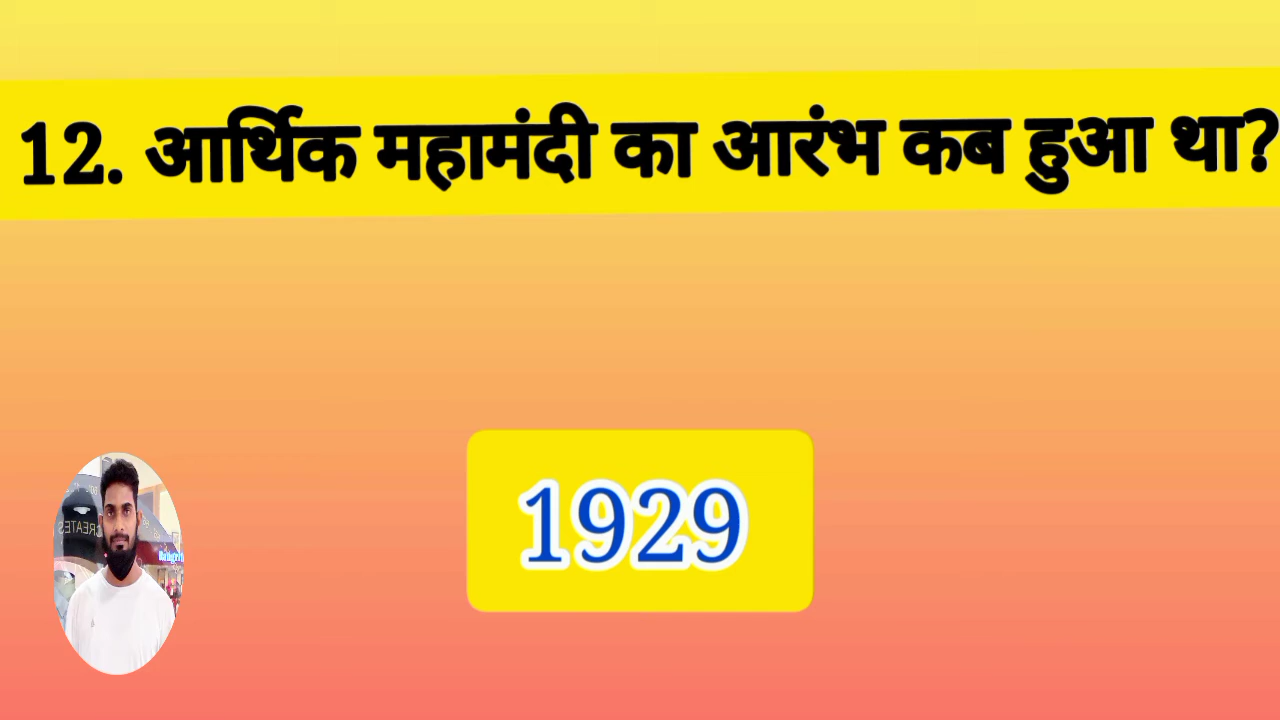 12. आर्थिक महामंदी का आरंभ कब हुआ था?
1929